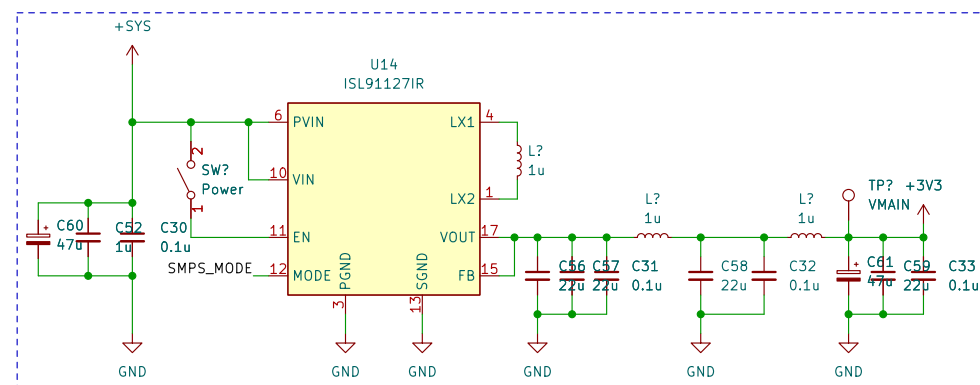 +SYS
U14
ISL91127IR
6
PVIN
LX1
4
2
SW?
Power
1
L?
1u
10
VIN
LX2
1
TP?
VMAIN
+3V3
L?
1u
L?
1u
C60
47u
C52
1u
C30
0.1u
11
EN
VOUT
17
SMPS_MODE
12
MODE
PGND
SGND
FB
15
C56
22u
C57
22u
C31
0.1u
C58
22u
C32
0.1u
C61
47u
C59
22u
C33
0.1u
3
13
GND
GND
GND
GND
GND
GND